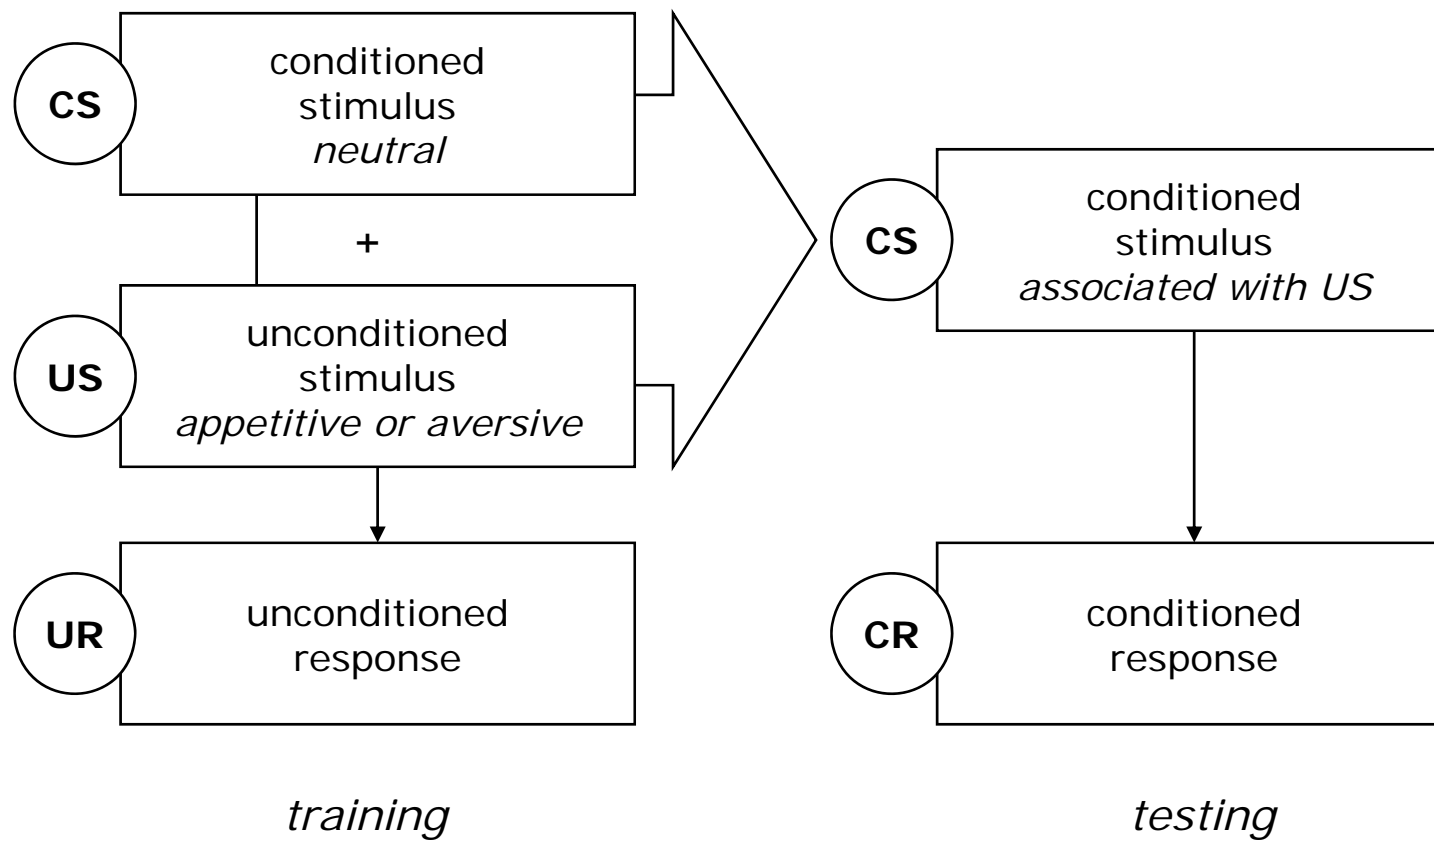 CS
conditioned
stimulus
neutral
+
US
unconditioned
stimulus
appetitive or aversive
UR
unconditioned
response
training
CS
conditioned
stimulus
associated with US
CR
conditioned
response
testing